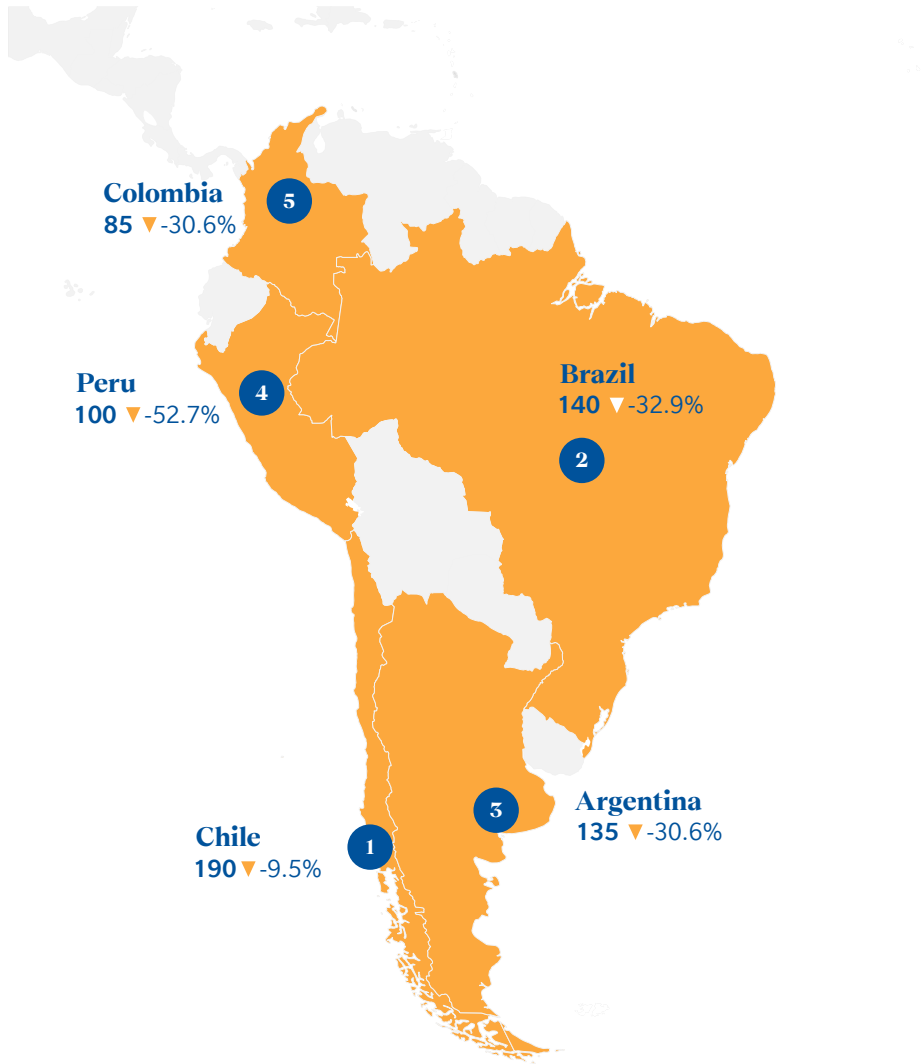 Colombia
85 ▼ -30.6%
5
Peru
100 ▼ -52.7%
4
Brazil
140 ▼ -32.9%
2
Argentina
135 ▼ -30.6%
3
Chile
190 ▼ -9.5%
1